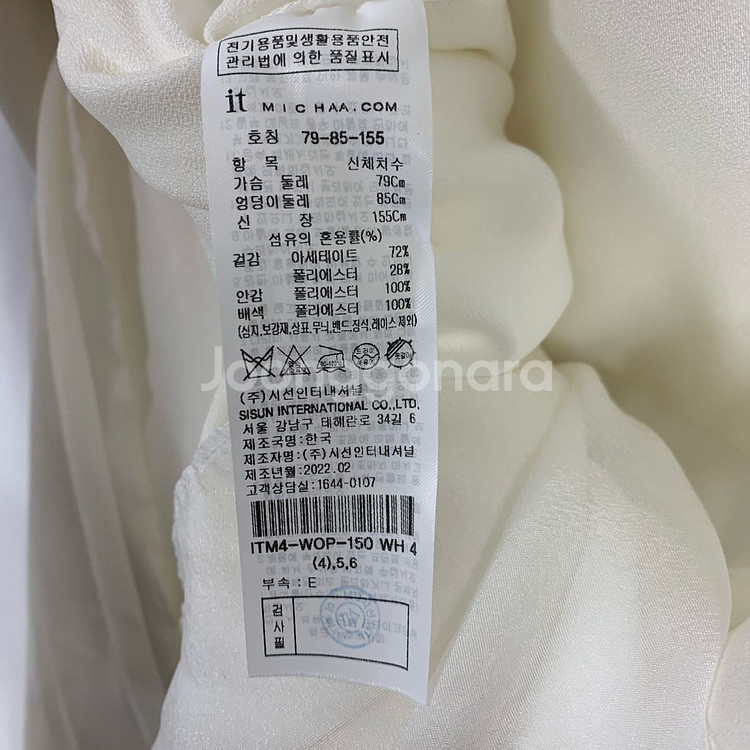 전기용품및생활용품안전
관리법에 의한 품질표시
it MICHAA.COM
호칭 79-85-155
항 목 신체치수
가슴 둘레 79Cm
엉덩이둘레 85Cm
신 장 155Cm
섬유의 혼용률(%)
겉감 아세테이트 72%
폴리에스터 28%
안감 폴리에스터 100%
배색 폴리에스터 100%
(심지,보강재,상표,무늬,밴드,장식,레이스 제외)
드라이
Joonggonara
(주)시선인터내셔널
SISUN INTERNATIONAL CO.,LTD.
서울 강남구 테헤란로 34길 6
제조국명:한국
제조자명:(주)시선인터내셔널
제조년월:2022.02
고객상담실:1644-0107
ITM4-WOP-150 WH 4
(4),5,6
부속:E
검사필